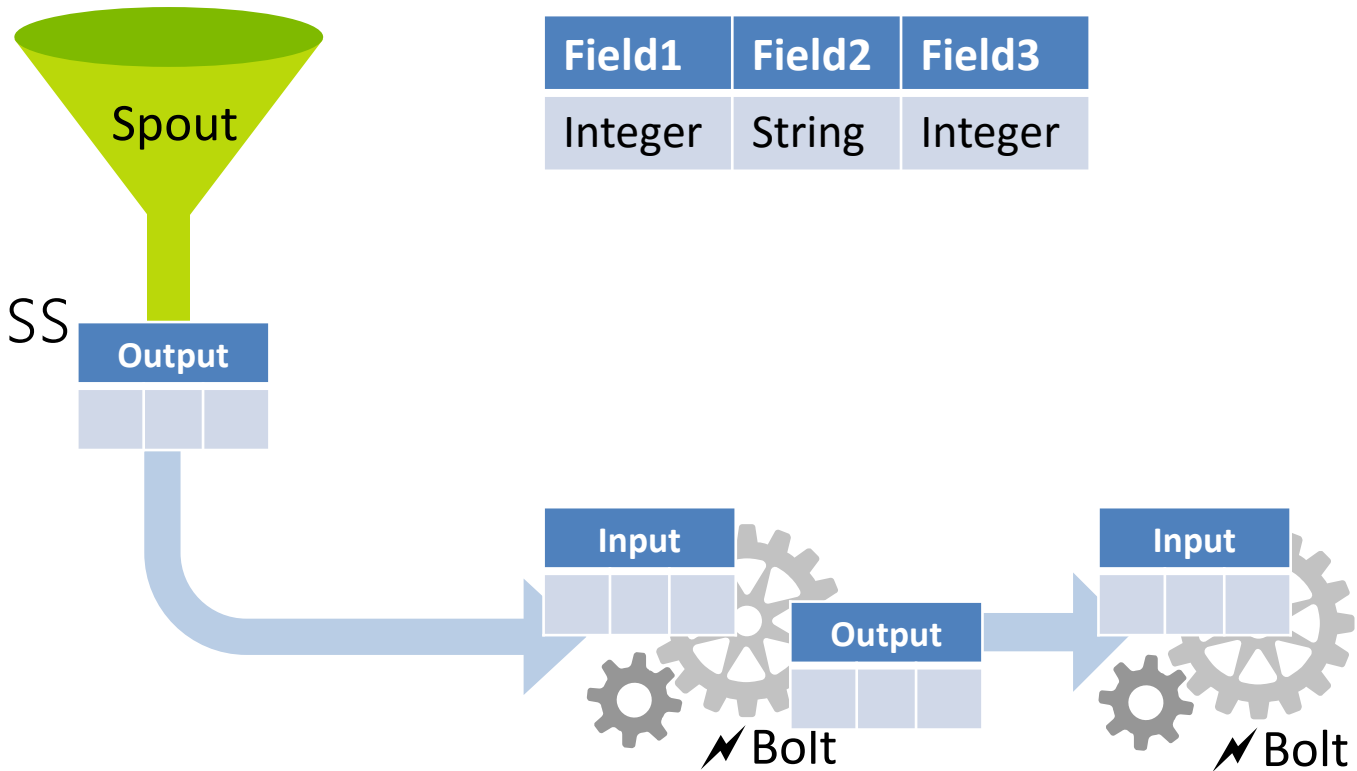 Spout
Field1 Field2 Field3
Integer String Integer
SS
Output
Input
Input
Output
Bolt
Bolt